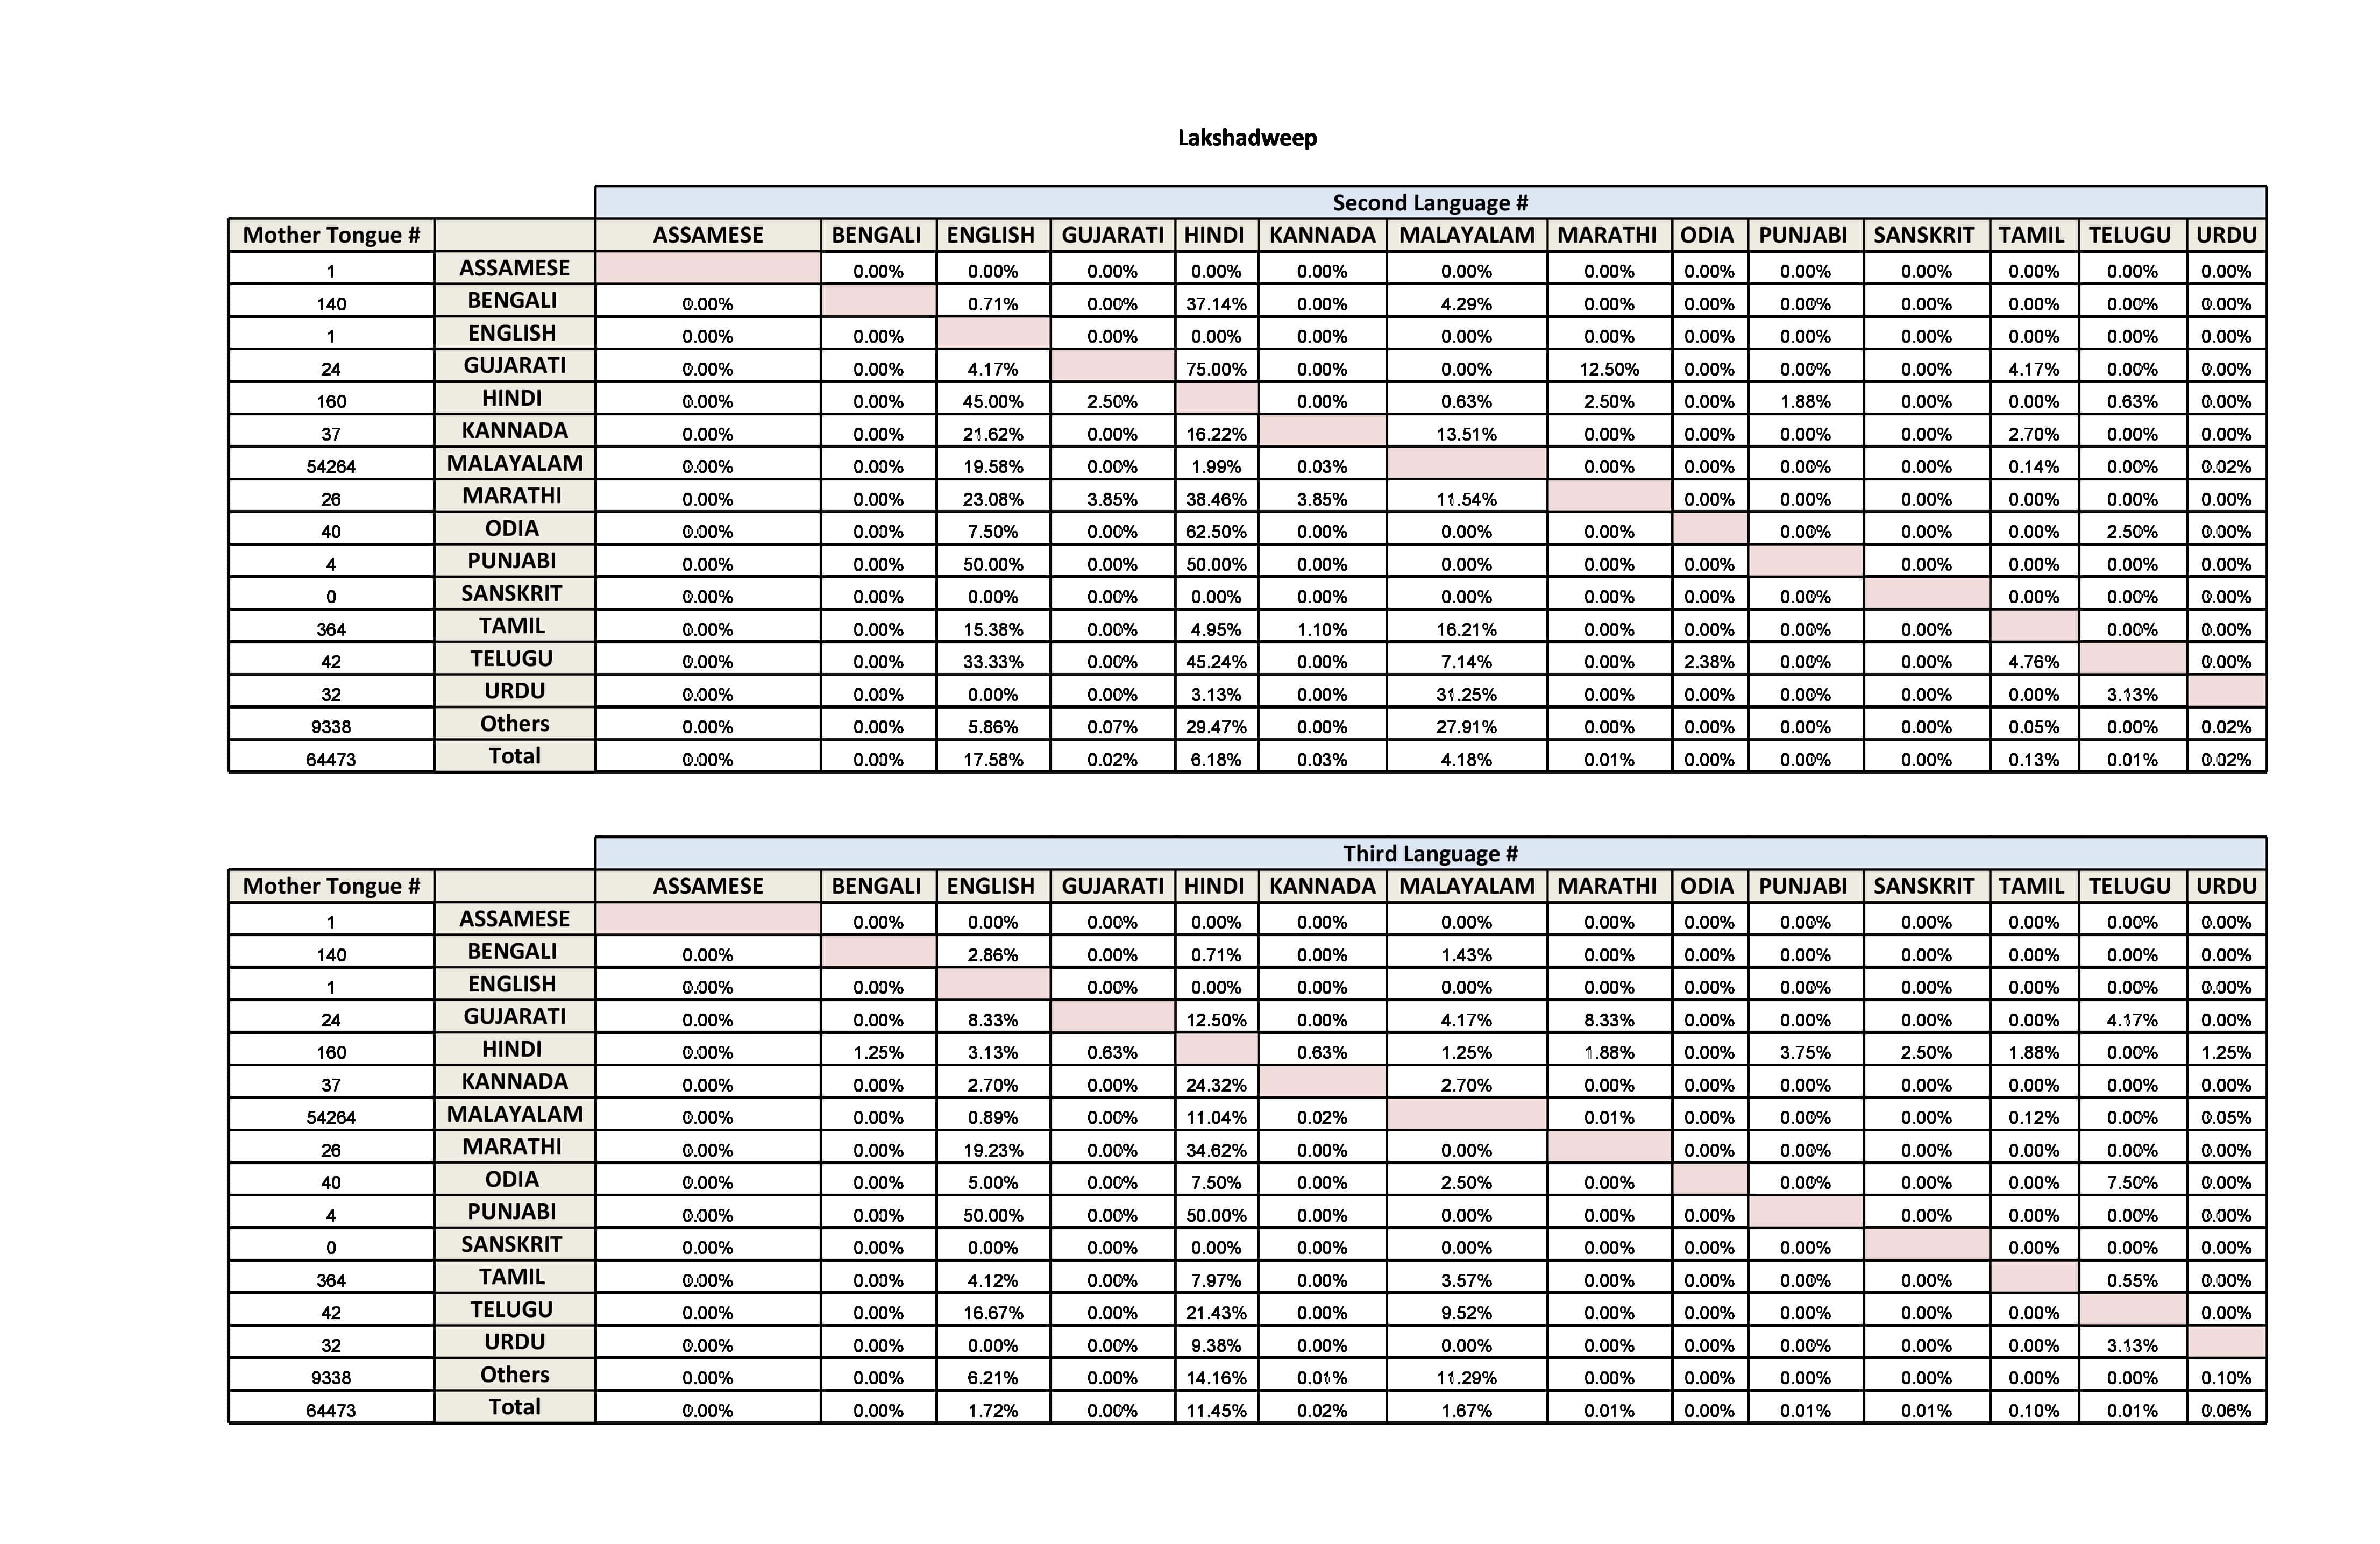 Lakshadweep
Second Language #
Mother Tongue # ASSAMESE BENGALI ENGLISH GUJARATI HINDI KANNADA MALAYALAM MARATHI ODIA PUNJABI SANSKRIT TAMIL TELUGU URDU
1 ASSAMESE 0.00% 0.00% 0.00% 0.00% 0.00% 0.00% 0.00% 0.00% 0.00% 0.00% 0.00% 0.00% 0.00%
140 BENGALI 0.00% 0.71% 0.00% 37.14% 0.00% 4.29% 0.00% 0.00% 0.00% 0.00% 0.00% 0.00% 0.00%
1 ENGLISH 0.00% 0.00% 0.00% 0.00% 0.00% 0.00% 0.00% 0.00% 0.00% 0.00% 0.00% 0.00% 0.00%
24 GUJARATI 0.00% 0.00% 4.17% 75.00% 0.00% 0.00% 12.50% 0.00% 0.00% 0.00% 4.17% 0.00% 0.00%
160 HINDI 0.00% 0.00% 45.00% 2.50% 0.00% 0.63% 2.50% 0.00% 1.88% 0.00% 0.00% 0.63% 0.00%
37 KANNADA 0.00% 0.00% 21.62% 0.00% 16.22% 13.51% 0.00% 0.00% 0.00% 0.00% 2.70% 0.00% 0.00%
54264 MALAYALAM 0.00% 0.00% 19.58% 0.00% 1.99% 0.03% 0.00% 0.00% 0.00% 0.00% 0.14% 0.00% 0.02%
26 MARATHI 0.00% 0.00% 23.08% 3.85% 38.46% 3.85% 11.54% 0.00% 0.00% 0.00% 0.00% 0.00% 0.00%
40 ODIA 0.00% 0.00% 7.50% 0.00% 62.50% 0.00% 0.00% 0.00% 0.00% 0.00% 0.00% 2.50% 0.00%
4 PUNJABI 0.00% 0.00% 50.00% 0.00% 50.00% 0.00% 0.00% 0.00% 0.00% 0.00% 0.00% 0.00% 0.00%
0 SANSKRIT 0.00% 0.00% 0.00% 0.00% 0.00% 0.00% 0.00% 0.00% 0.00% 0.00% 0.00% 0.00% 0.00%
364 TAMIL 0.00% 0.00% 15.38% 0.00% 4.95% 1.10% 16.21% 0.00% 0.00% 0.00% 0.00% 0.00% 0.00%
42 TELUGU 0.00% 0.00% 33.33% 0.00% 45.24% 0.00% 7.14% 0.00% 2.38% 0.00% 0.00% 4.76% 0.00%
32 URDU 0.00% 0.00% 0.00% 0.00% 3.13% 0.00% 31.25% 0.00% 0.00% 0.00% 0.00% 0.00% 3.13%
9338 Others 0.00% 0.00% 5.86% 0.07% 29.47% 0.00% 27.91% 0.00% 0.00% 0.00% 0.00% 0.05% 0.00% 0.02%
64473 Total 0.00% 0.00% 17.58% 0.02% 6.18% 0.03% 4.18% 0.01% 0.00% 0.00% 0.00% 0.13% 0.01% 0.02%
Third Language #
Mother Tongue # ASSAMESE BENGALI ENGLISH GUJARATI HINDI KANNADA MALAYALAM MARATHI ODIA PUNJABI SANSKRIT TAMIL TELUGU URDU
1 ASSAMESE 0.00% 0.00% 0.00% 0.00% 0.00% 0.00% 0.00% 0.00% 0.00% 0.00% 0.00% 0.00% 0.00%
140 BENGALI 0.00% 2.86% 0.00% 0.71% 0.00% 1.43% 0.00% 0.00% 0.00% 0.00% 0.00% 0.00% 0.00%
1 ENGLISH 0.00% 0.00% 0.00% 0.00% 0.00% 0.00% 0.00% 0.00% 0.00% 0.00% 0.00% 0.00% 0.00%
24 GUJARATI 0.00% 0.00% 8.33% 12.50% 0.00% 4.17% 8.33% 0.00% 0.00% 0.00% 0.00% 4.17% 0.00%
160 HINDI 0.00% 1.25% 3.13% 0.63% 0.63% 1.25% 1.88% 0.00% 3.75% 2.50% 1.88% 0.00% 1.25%
37 KANNADA 0.00% 0.00% 2.70% 0.00% 24.32% 2.70% 0.00% 0.00% 0.00% 0.00% 0.00% 0.00% 0.00%
54264 MALAYALAM 0.00% 0.00% 0.89% 0.00% 11.04% 0.02% 0.01% 0.00% 0.00% 0.00% 0.12% 0.00% 0.05%
26 MARATHI 0.00% 0.00% 19.23% 0.00% 34.62% 0.00% 0.00% 0.00% 0.00% 0.00% 0.00% 0.00% 0.00%
40 ODIA 0.00% 0.00% 5.00% 0.00% 7.50% 0.00% 2.50% 0.00% 0.00% 0.00% 0.00% 7.50% 0.00%
4 PUNJABI 0.00% 0.00% 50.00% 0.00% 50.00% 0.00% 0.00% 0.00% 0.00% 0.00% 0.00% 0.00% 0.00%
0 SANSKRIT 0.00% 0.00% 0.00% 0.00% 0.00% 0.00% 0.00% 0.00% 0.00% 0.00% 0.00% 0.00% 0.00%
364 TAMIL 0.00% 0.00% 4.12% 0.00% 7.97% 0.00% 3.57% 0.00% 0.00% 0.00% 0.00% 0.55% 0.00%
42 TELUGU 0.00% 0.00% 16.67% 0.00% 21.43% 0.00% 9.52% 0.00% 0.00% 0.00% 0.00% 0.00% 0.00%
32 URDU 0.00% 0.00% 0.00% 0.00% 9.38% 0.00% 0.00% 0.00% 0.00% 0.00% 0.00% 0.00% 3.13%
9338 Others 0.00% 0.00% 6.21% 0.00% 14.16% 0.01% 11.29% 0.00% 0.00% 0.00% 0.00% 0.00% 0.00% 0.10%
64473 Total 0.00% 0.00% 1.72% 0.00% 11.45% 0.02% 1.67% 0.01% 0.00% 0.01% 0.01% 0.10% 0.01% 0.06%